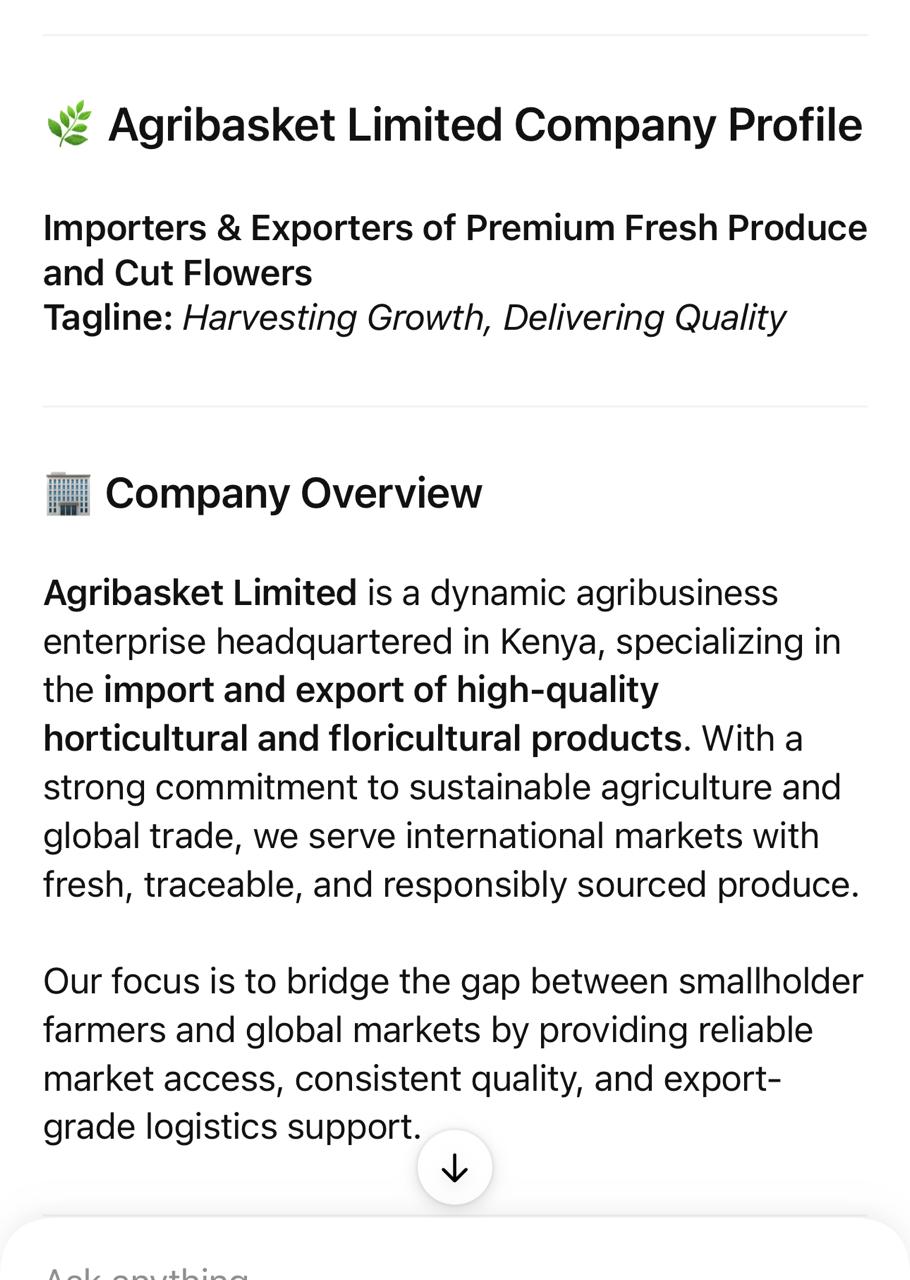 🌿 Agribasket Limited Company Profile
Importers & Exporters of Premium Fresh Produce
and Cut Flowers
Tagline: Harvesting Growth, Delivering Quality
🏢 Company Overview
Agribasket Limited is a dynamic agribusiness
enterprise headquartered in Kenya, specializing in
the import and export of high-quality
horticultural and floricultural products. With a
strong commitment to sustainable agriculture and
global trade, we serve international markets with
fresh, traceable, and responsibly sourced produce.
Our focus is to bridge the gap between smallholder
farmers and global markets by providing reliable
market access, consistent quality, and export-
grade logistics support.
Ask anything